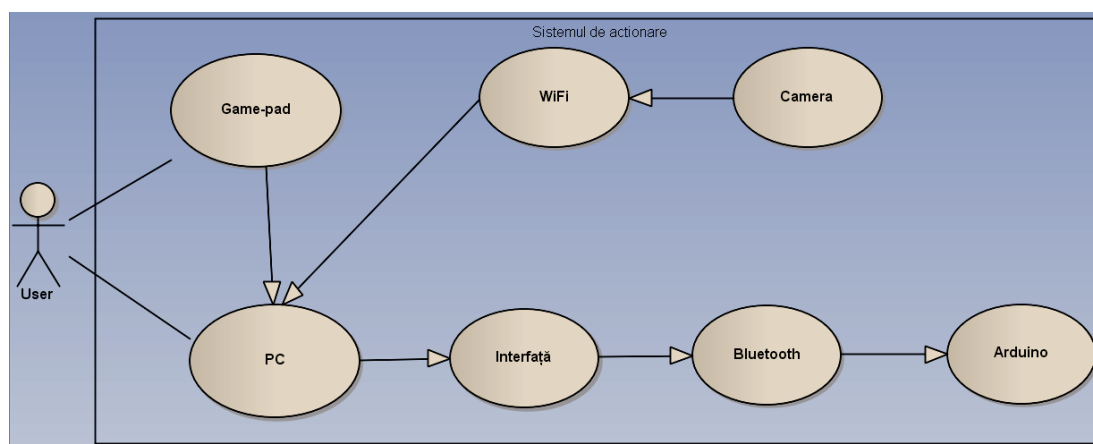 Sistemul de actionare
Game-pad
WiFi
Camera
User
PC
Interfață
Bluetooth
Arduino